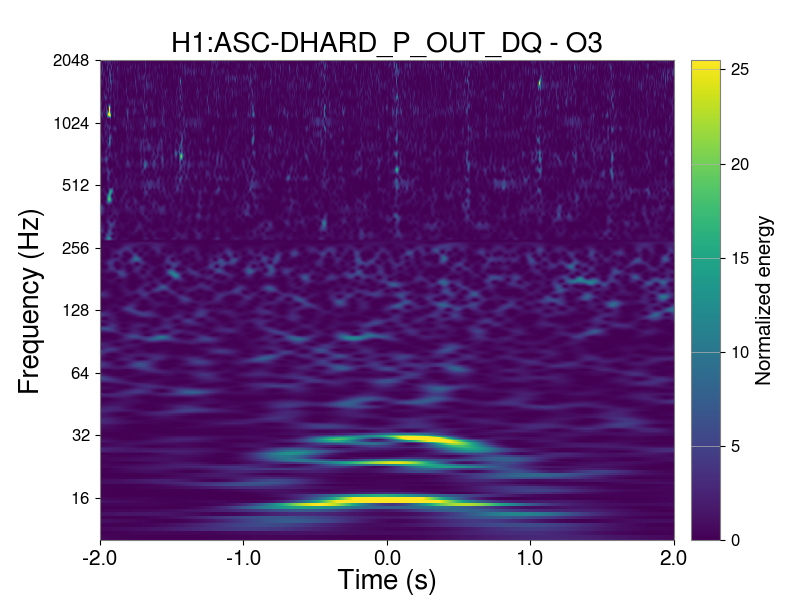 H1:ASC-DHARD_P_OUT_DQ - O3
2048
1024
512
256
128
64
32
16
Frequency (Hz)
-2.0 -1.0 0.0 1.0 2.0
Time (s)
25
20
15
10
5
0
Normalized energy